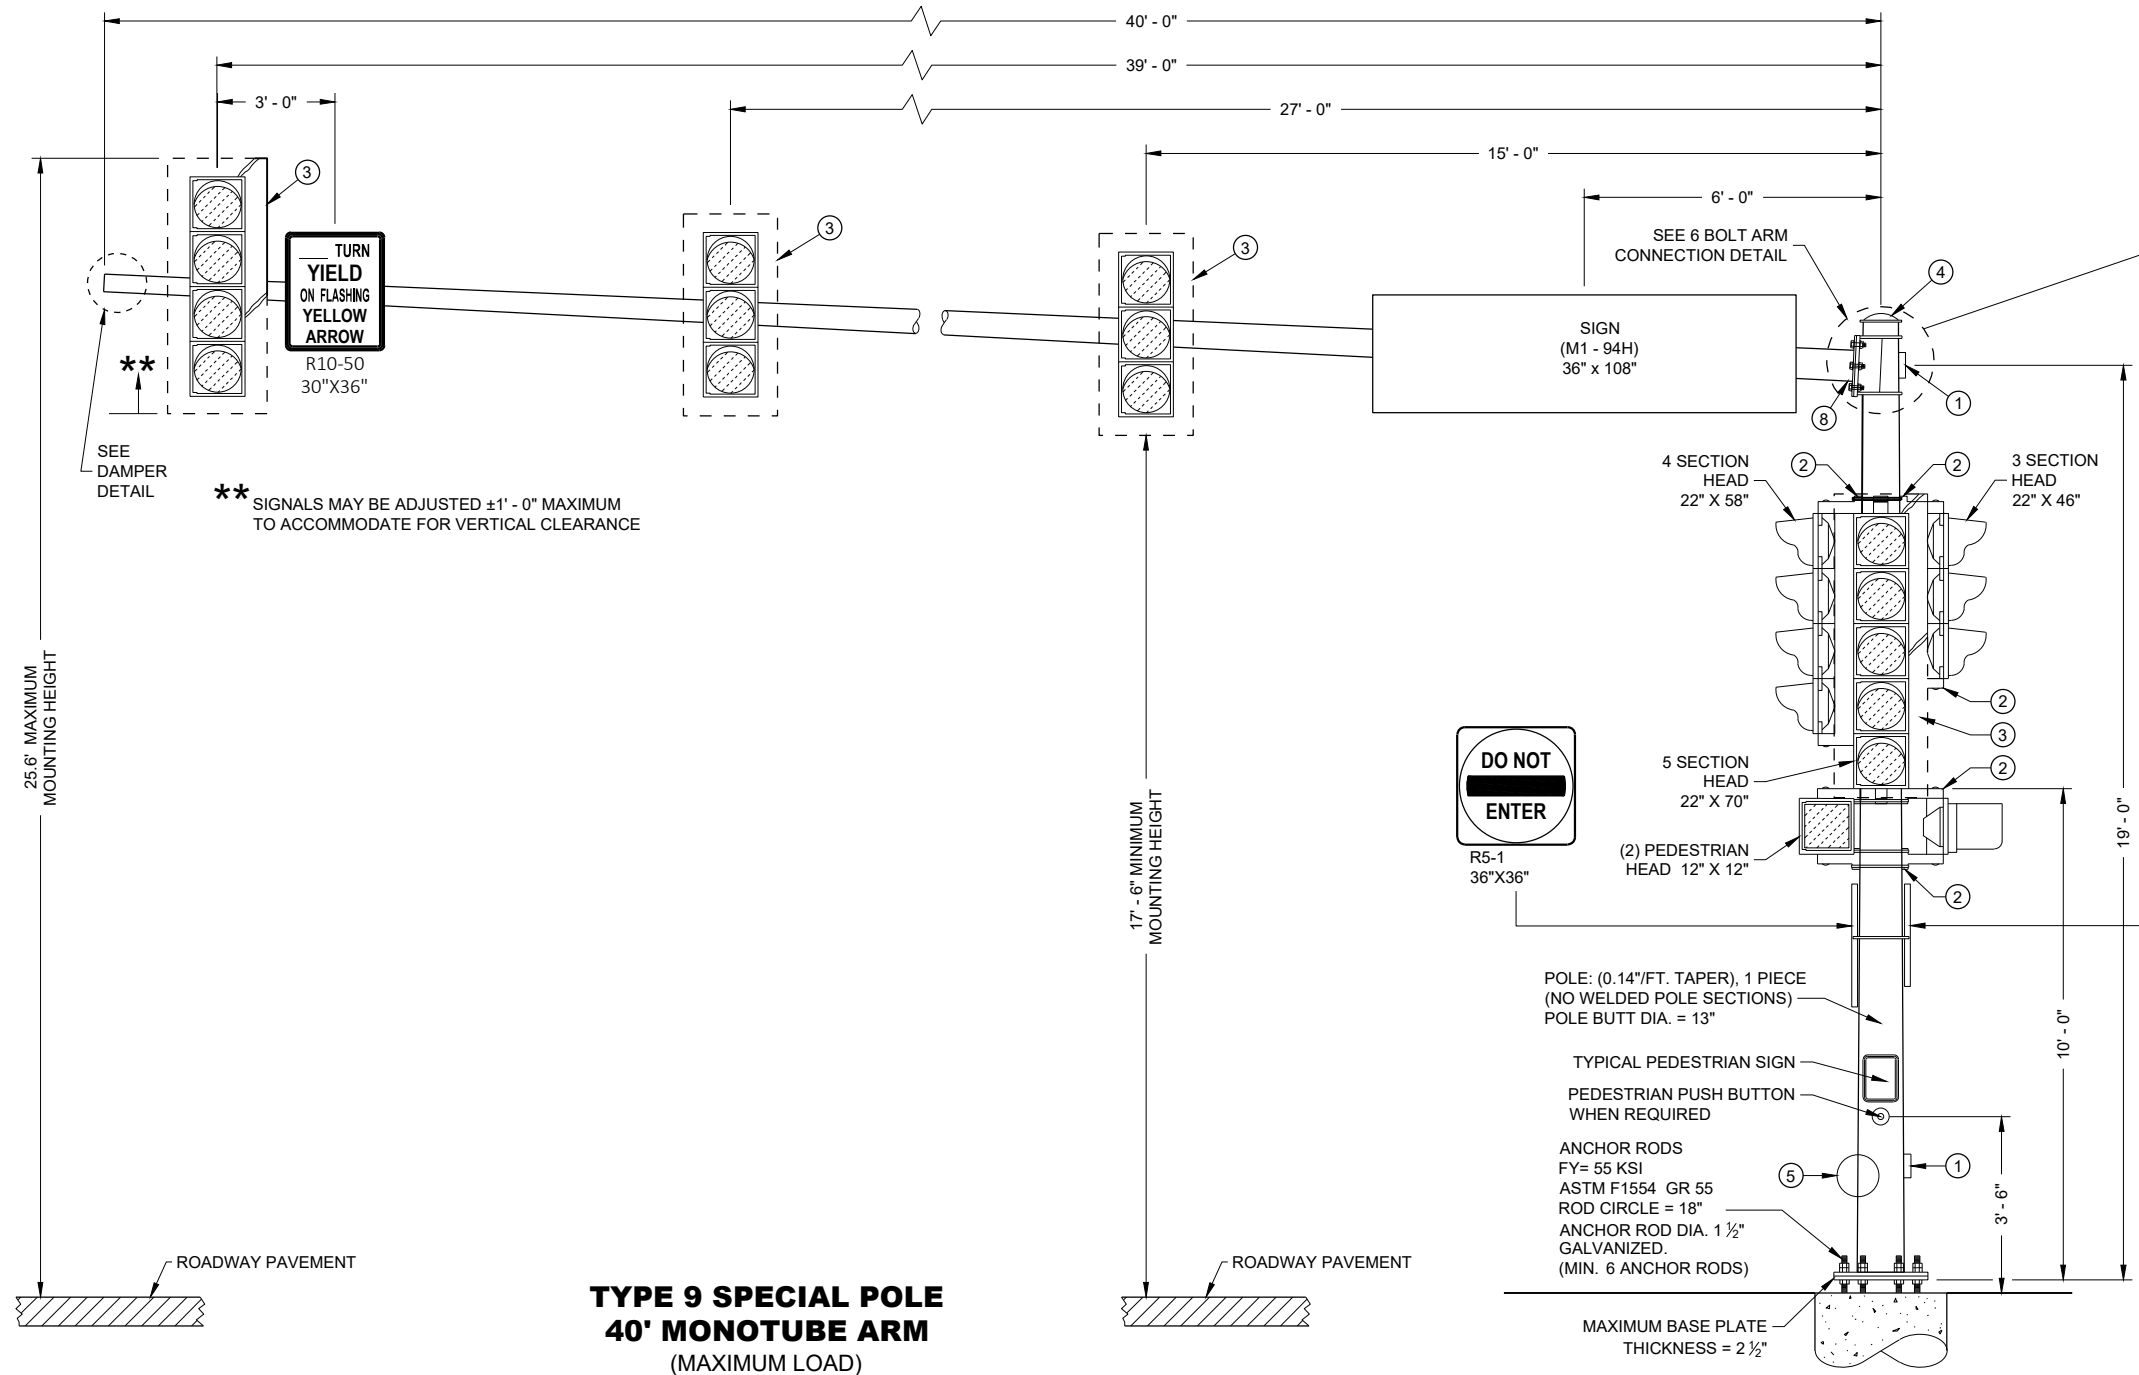 40' - 0"
39' - 0"
3' - 0"
27' - 0"
15' - 0"
6' - 0"
3
3
3
TURN
YIELD
ON FLASHING
YELLOW
ARROW
R10-50
30"X36"
SEE 6 BOLT ARM
CONNECTION DETAIL
4
SIGN
(M1 - 94H)
36" x 108"
1
8
**
SEE
DAMPER
DETAIL
** SIGNALS MAY BE ADJUSTED ±1' - 0" MAXIMUM
TO ACCOMMODATE FOR VERTICAL CLEARANCE
4 SECTION
HEAD
22" X 58"
2
2
3 SECTION
HEAD
22" X 46"
25.6' MAXIMUM
MOUNTING HEIGHT
17' - 6" MINIMUM
MOUNTING HEIGHT
2
3
2
5 SECTION
HEAD
22" X 70"
DO NOT
ENTER
R5-1
36"X36"
(2) PEDESTRIAN
HEAD 12" X 12"
2
19' - 0"
10' - 0"
3' - 6"
POLE: (0.14"/FT. TAPER), 1 PIECE
(NO WELDED POLE SECTIONS)
POLE BUTT DIA. = 13"
TYPICAL PEDESTRIAN SIGN
PEDESTRIAN PUSH BUTTON
WHEN REQUIRED
ANCHOR RODS
FY= 55 KSI
ASTM F1554 GR 55
ROD CIRCLE = 18"
ANCHOR ROD DIA. 1 ½"
GALVANIZED.
(MIN. 6 ANCHOR RODS)
5
1
ROADWAY PAVEMENT
ROADWAY PAVEMENT
MAXIMUM BASE PLATE
THICKNESS = 2 ½"
TYPE 9 SPECIAL POLE
40' MONOTUBE ARM
(MAXIMUM LOAD)